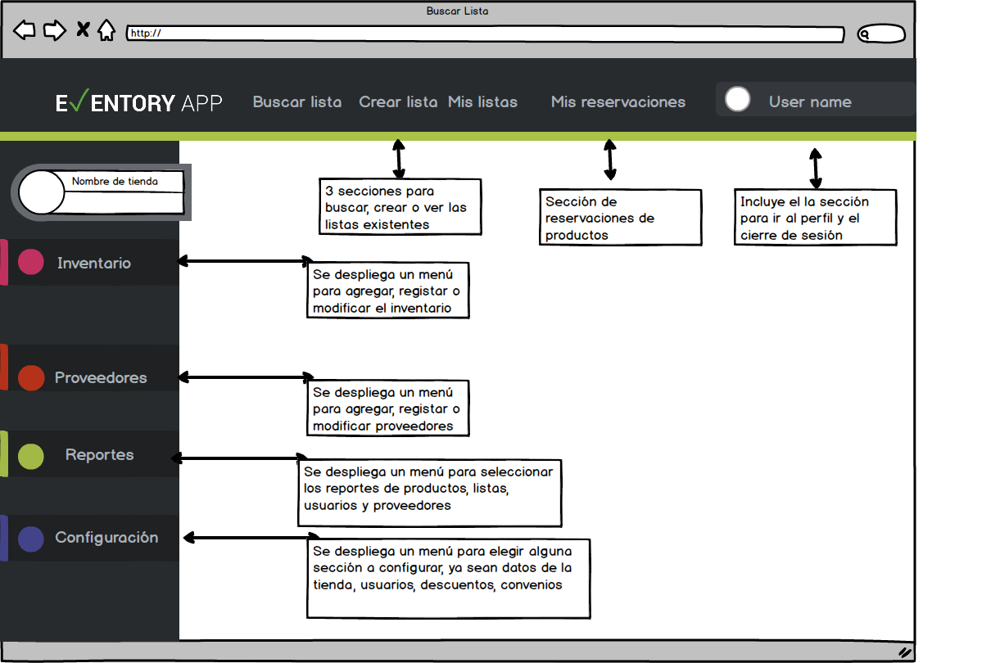 Buscar Lista
http://
EVENTORY APP
Buscar lista
Crear lista
Mis listas
Mis reservaciones
User name
Nombre de tienda
3 secciones para
buscar, crear o ver las
listas existentes
Sección de
reservaciones de
productos
Incluye el la sección
para ir al perfil y el
cierre de sesión
Inventario
Se despliega un menú
para agregar, registar o
modificar el inventario
Proveedores
Se despliega un menú
para agregar, registar o
modificar proveedores
Reportes
Se despliega un menú para seleccionar
los reportes de productos, listas,
usuarios y proveedores
Configuración
Se despliega un menú para elegir alguna
sección a configurar, ya sean datos de la
tienda, usuarios, descuentos, convenios